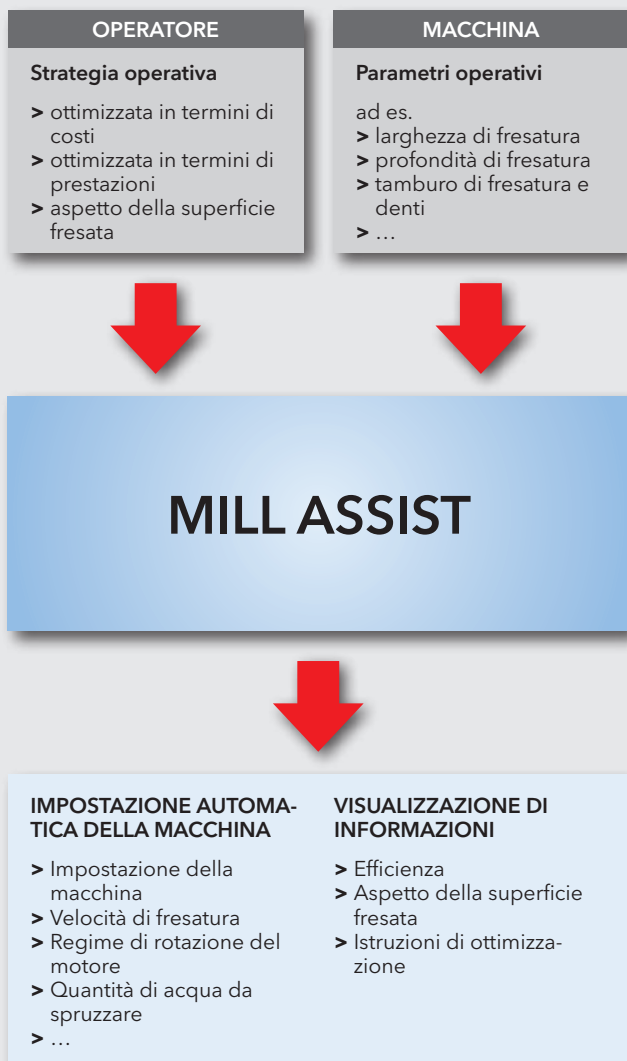 OPERATORE
Strategia operativa
> ottimizzata in termini di
costi
> ottimizzata in termini di
prestazioni
> aspetto della superficie
fresata
MACCHINA
Parametri operativi
ad es.
> larghezza di fresatura
> profondità di fresatura
> tamburo di fresatura e
denti
> …
MILL ASSIST
IMPOSTAZIONE AUTOMA-
TICA DELLA MACCHINA
> Impostazione della
macchina
> Velocità di fresatura
> Regime di rotazione del
motore
> Quantità di acqua da
spruzzare
> …
VISUALIZZAZIONE DI
INFORMAZIONI
> Efficienza
> Aspetto della superficie
fresata
> Istruzioni di ottimizza-
zione